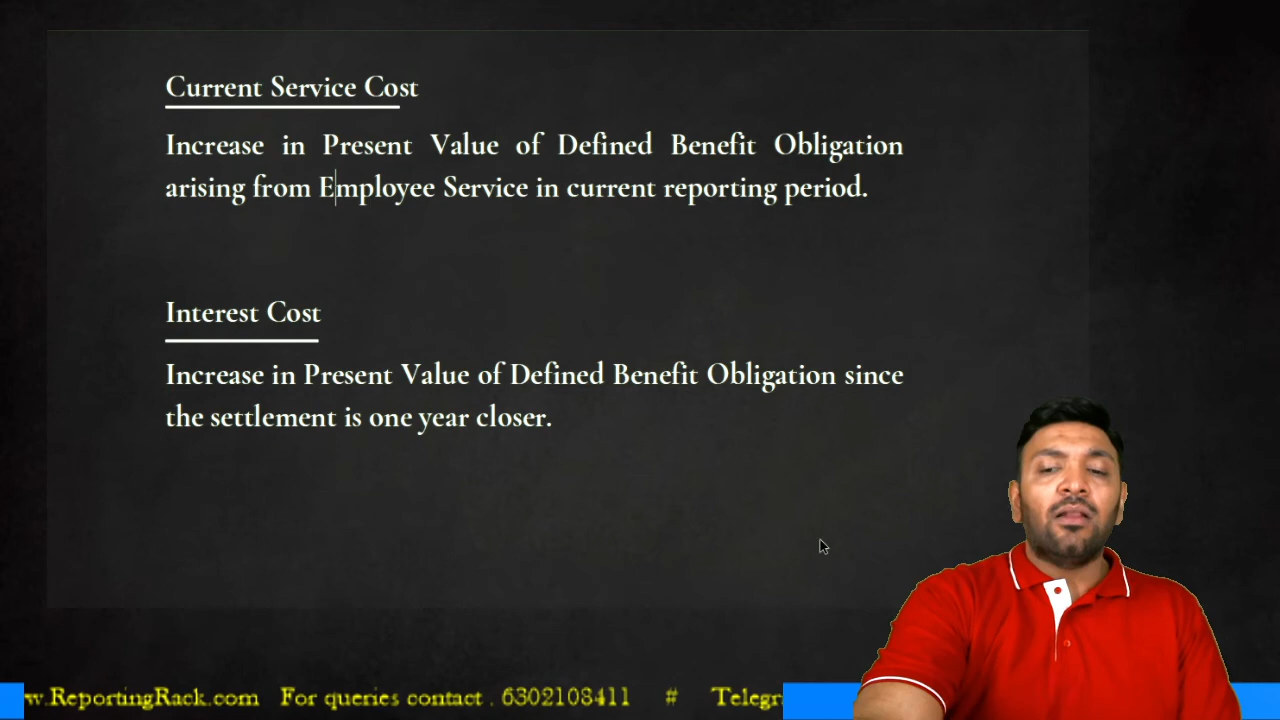 Current Service Cost
Increase in Present Value of Defined Benefit Obligation
arising from Employee Service in current reporting period.
Interest Cost
Increase in Present Value of Defined Benefit Obligation since
the settlement is one year closer.
w.ReportingRack.com For queries contact . 6302108411 # Telegr